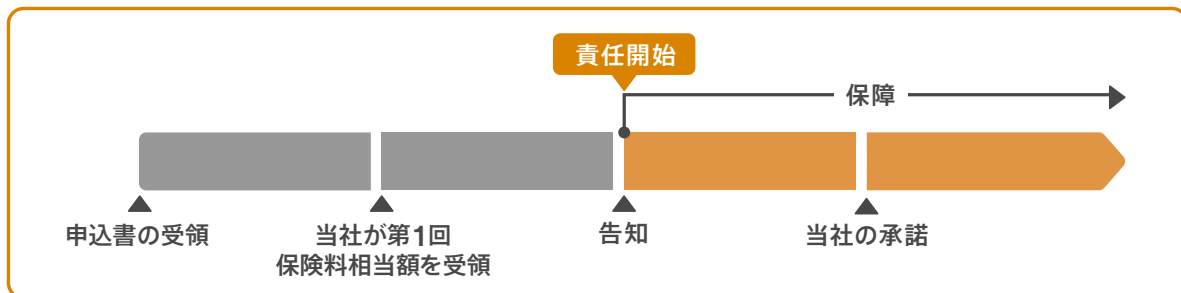 責任開始
保障
申込書の受領
当社が第1回
保険料相当額を受領
告知
当社の承諾